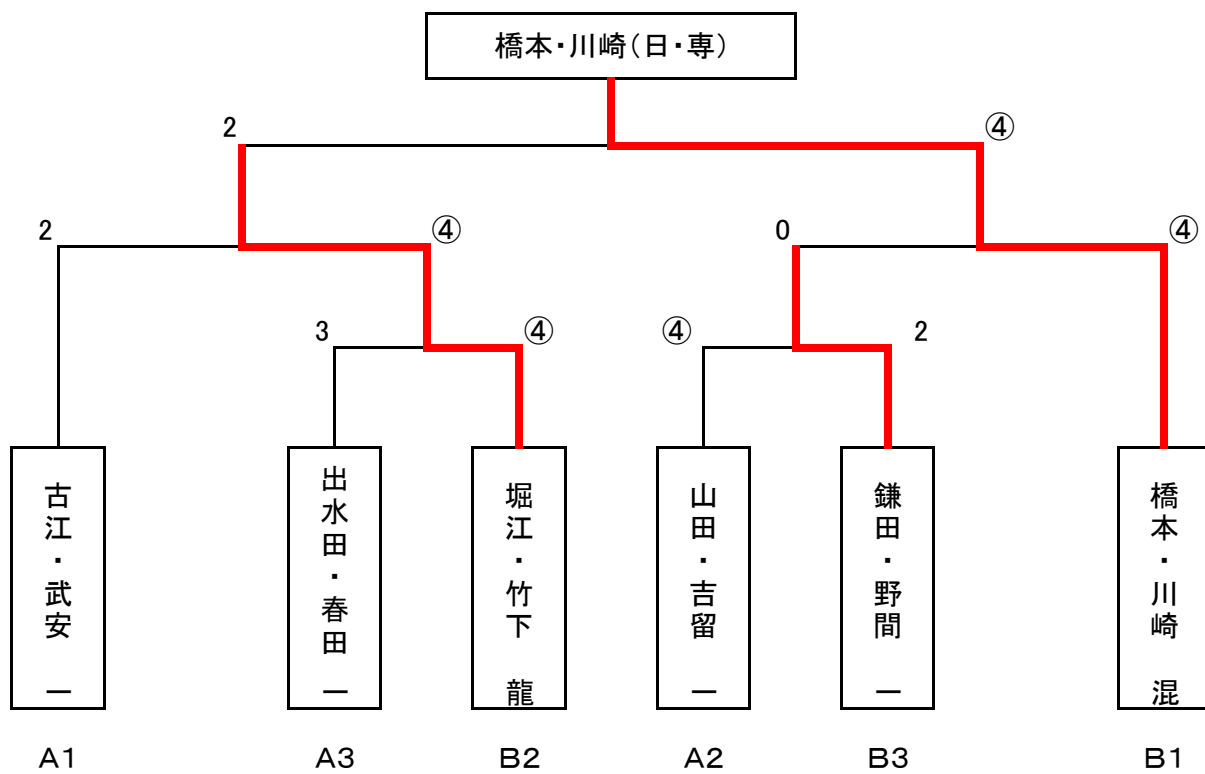 橋本・川崎(日・専)
2
④
2
④
0
④
3
④
④
2
古江・武安　一
出水田・春田　一
堀江・竹下　龍
山田・吉留　一
鎌田・野間　一
橋本・川崎　混
A1
A3
B2
A2
B3
B1